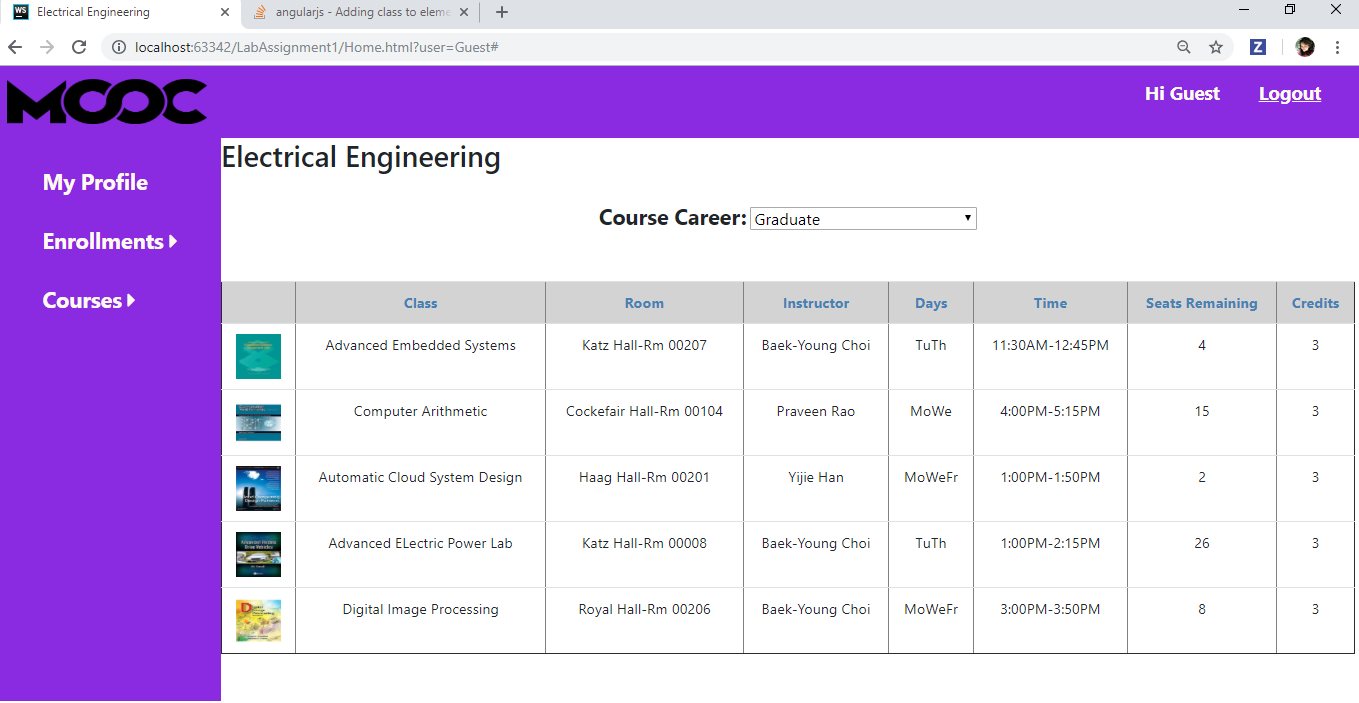 WS Electrical Engineering
angularjs - Adding class to eleme
localhost:63342/LabAssignment1/Home.html?user=Guest#
Z
MOOC
Hi Guest Logout
My Profile
Enrollments
Courses
Electrical Engineering
Course Career: Graduate
Class Room Instructor Days Time Seats Remaining Credits
Advanced Embedded Systems Katz Hall-Rm 00207 Baek-Young Choi TuTh 11:30AM-12:45PM 4 3
Computer Arithmetic Cockefair Hall-Rm 00104 Praveen Rao MoWe 4:00PM-5:15PM 15 3
Automatic Cloud System Design Haag Hall-Rm 00201 Yijie Han MoWeFr 1:00PM-1:50PM 2 3
Advanced ELectric Power Lab Katz Hall-Rm 00008 Baek-Young Choi TuTh 1:00PM-2:15PM 26 3
Digital Image Processing Royal Hall-Rm 00206 Baek-Young Choi MoWeFr 3:00PM-3:50PM 8 3